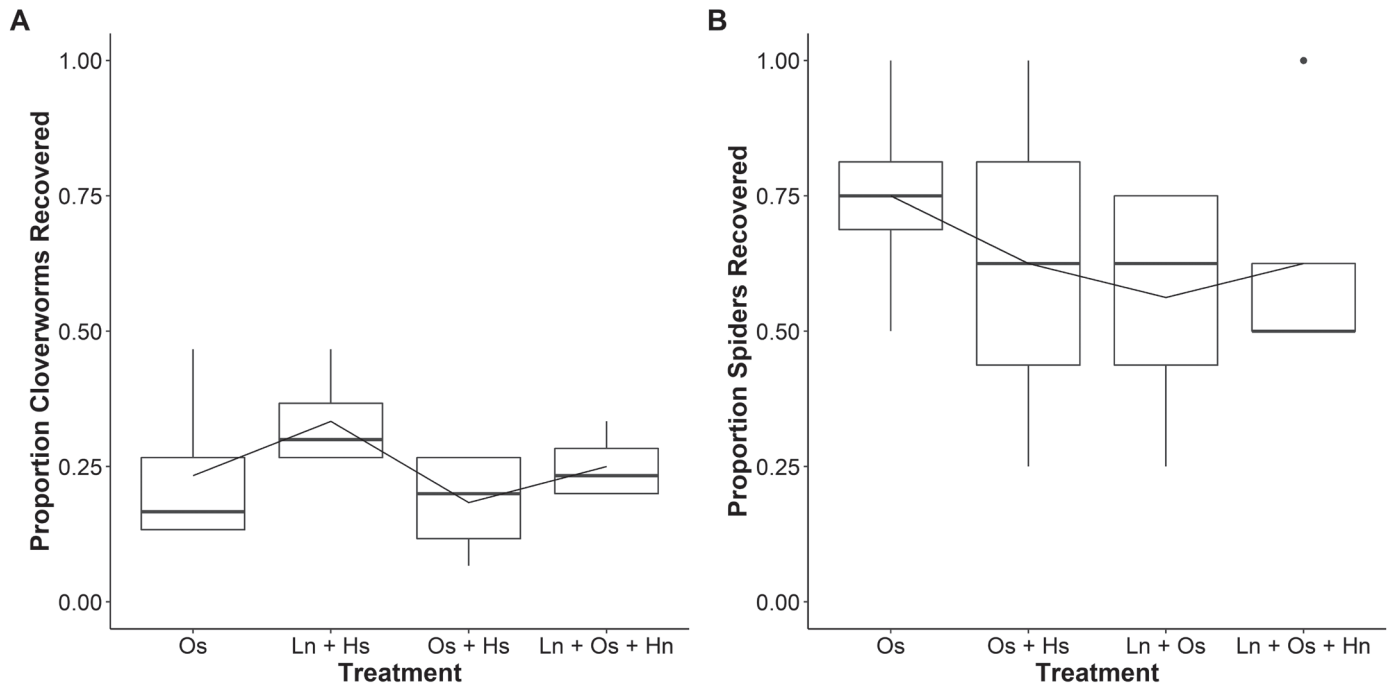 A
Proportion Cloverworms Recovered
1.00
0.75
0.50
0.25
0.00
Os
Ln + Hs
Os + Hs
Ln + Os + Hn
Treatment
B
Proportion Spiders Rovered
1.00
0.75
0.50
0.25
0.00
Os
Os + Hs
Ln + Os
Ln + Os + Hn
Treatment